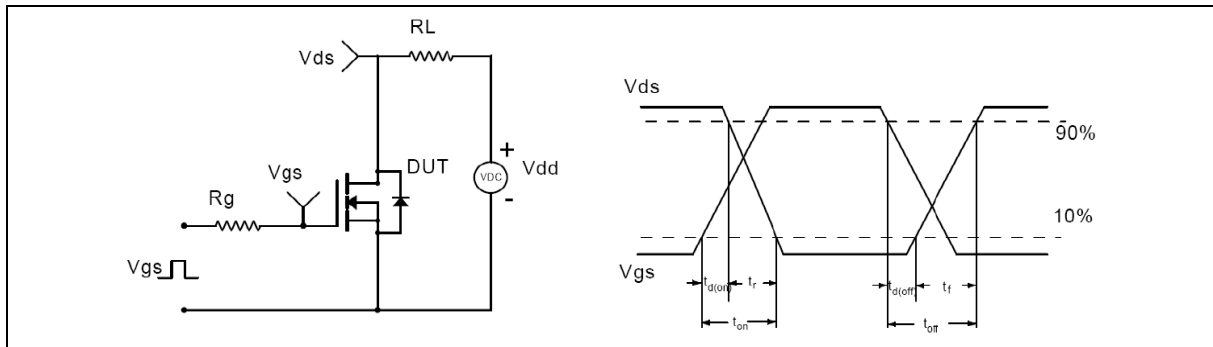 RL
Vds
Vgs
DUT
Rg
VDC
+
-
Vdd
Vgs
Vds
90%
10%
Vgs
td(on)
tr
td(off)
tf
ton
toff